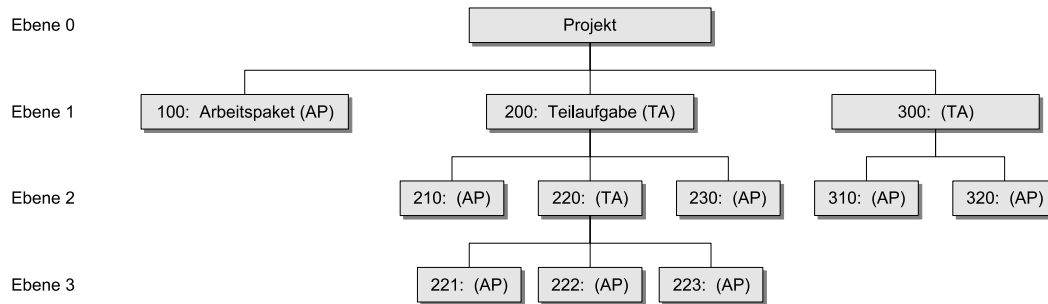 Ebene 0
Projekt
Ebene 1
100:  Arbeitspaket (AP)
200:  Teilaufgabe (TA)
300:  (TA)
Ebene 2
210:  (AP)
220:  (TA)
230:  (AP)
310:  (AP)
320:  (AP)
Ebene 3
221:  (AP)
222:  (AP)
223:  (AP)